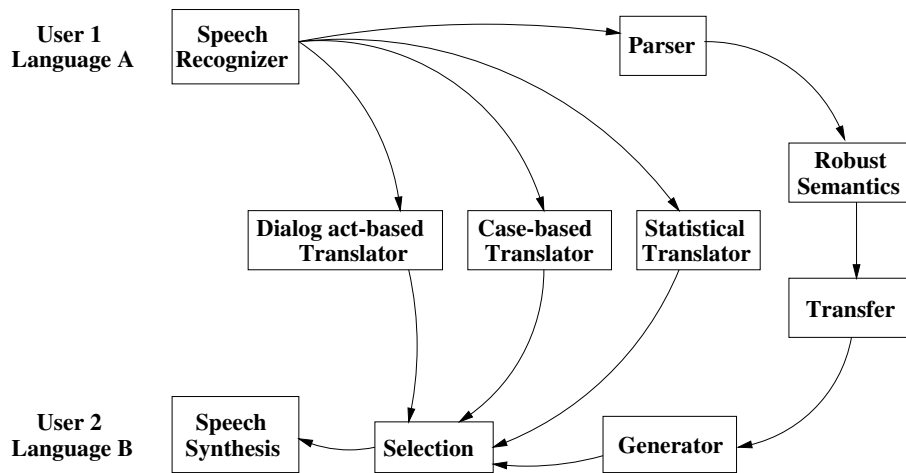 User 1
Language A
Speech
Recognizer
Parser
Robust
Semantics
Dialog act-based
Translator
Case-based
Translator
Statistical
Translator
Transfer
User 2
Language B
Speech
Synthesis
Selection
Generator